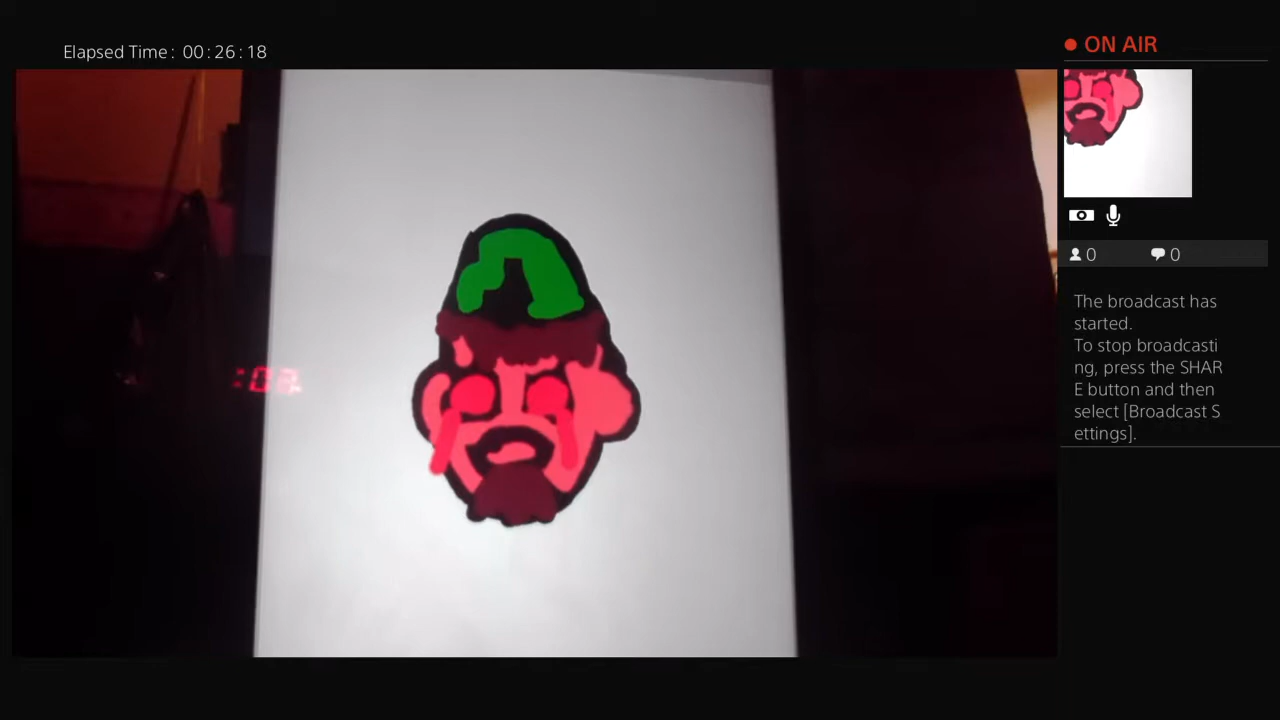 Elapsed Time: 00:26:18
ON AIR
0 0
The broadcast has
started.
To stop broadcasti
ng, press the SHAR
E button and then
select [Broadcast S
ettings].